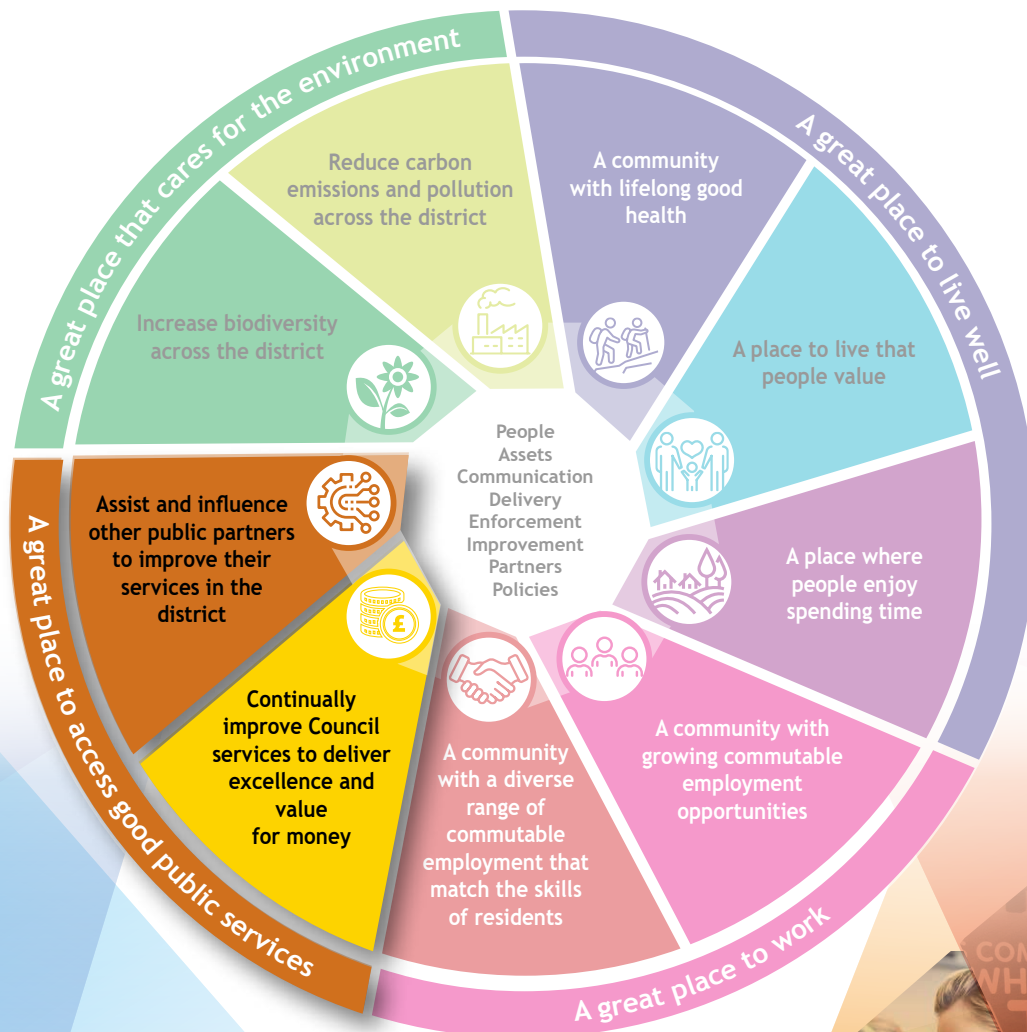 A great place that cares for the environment
A great place to live well
Reduce carbon
emissions and pollution
across the district
A community
with lifelong good
health
Increase biodiversity
across the district
A place to live that
people value
People
Assets
Communication
Delivery
Enforcement
Improvement
Partners
Policies
Assist and influence
other public partners
to improve their
services in the
district
A place where
people enjoy
spending time
£
Continually
improve Council
services to deliver
excellence and
value
for money
A community
with a diverse
range of
commutable
employment that
match the skills
of residents
A community with
growing commutable
employment
opportunities
A great place to access good public services
A great place to work